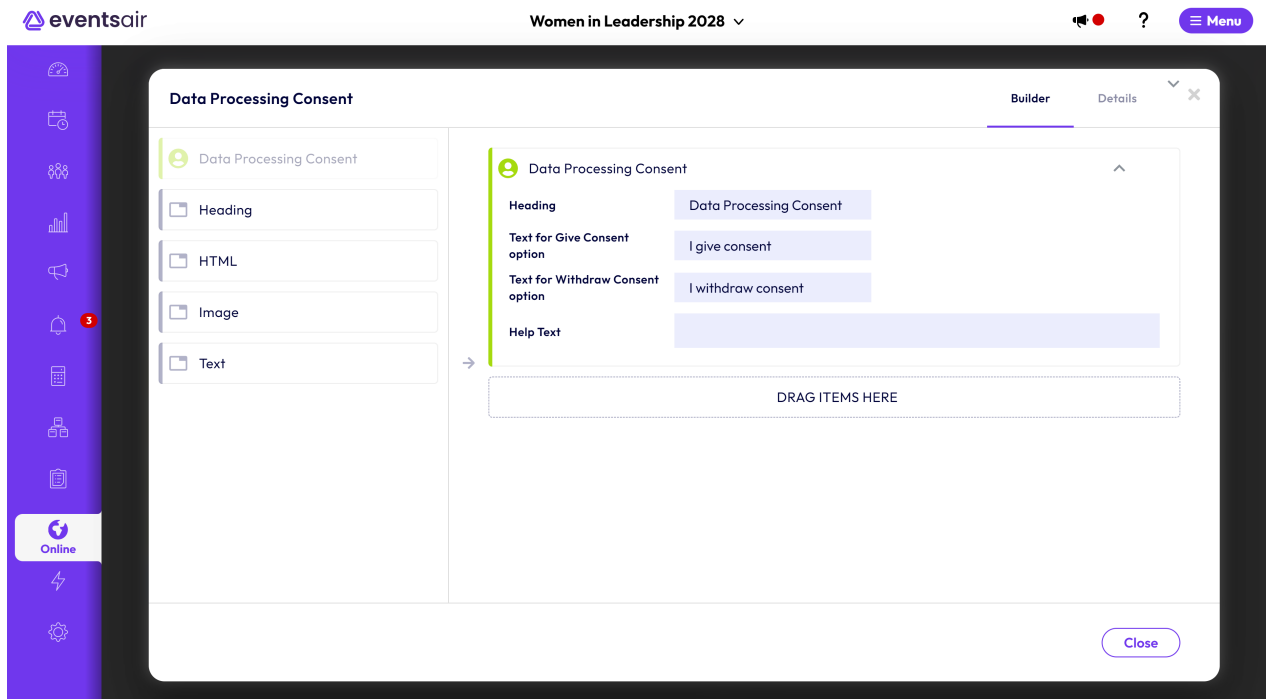 eventsair
Women in Leadership 2028
?
Menu
Data Processing Consent
Builder
Details
Data Processing Consent
Heading
HTML
Image
Text
Data Processing Consent
Heading
Data Processing Consent
Text for Give Consent
option
I give consent
Text for Withdraw Consent
option
I withdraw consent
Help Text
DRAG ITEMS HERE
3
Online
Close